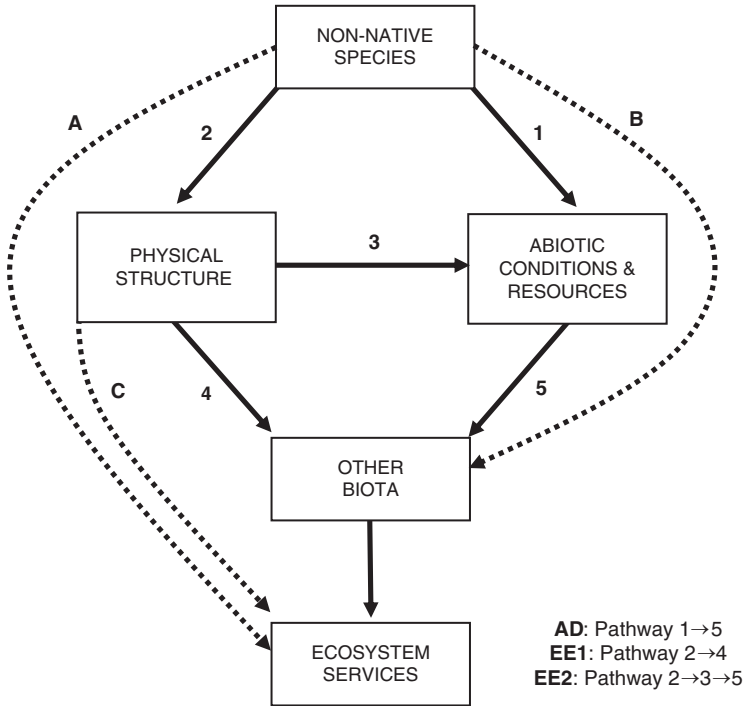 NON-NATIVE
SPECIES
A
B
2
1
PHYSICAL
STRUCTURE
3
ABIOTIC
CONDITIONS &
RESOURCES
C
4
5
OTHER
BIOTA
ECOSYSTEM
SERVICES
AD: Pathway 1→5
EE1: Pathway 2→4
EE2: Pathway 2→3→5